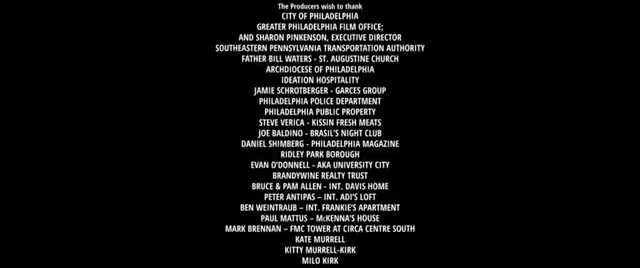 The Producers wish to thank
CITY OF PHILADELPHIA
GREATER PHILADELPHIA FILM OFFICE;
AND SHARON PINKENSON, EXECUTIVE DIRECTOR
SOUTHEASTERN PENNSYLVANIA TRANSPORTATION AUTHORITY
FATHER BILL WATERS - ST. AUGUSTINE CHURCH
ARCHDIOCESE OF PHILADELPHIA
IDEATION HOSPITALITY
JAMIE SCHROTBERGER - GARCES GROUP
PHILADELPHIA POLICE DEPARTMENT
PHILADELPHIA PUBLIC PROPERTY
STEVE VERICA - KISSIN FRESH MEATS
JOE BALDINO - BRASIL'S NIGHT CLUB
DANIEL SHIMBERG - PHILADELPHIA MAGAZINE
RIDLEY PARK BOROUGH
EVAN O'DONNELL - AKA UNIVERSITY CITY
BRANDYWINE REALTY TRUST
BRUCE & PAM ALLEN - INT. DAVIS HOME
PETER ANTIPAS – INT. ADI'S LOFT
BEN WEINTRAUB – INT. FRANKIE'S APARTMENT
PAUL MATTUS – McKENNA'S HOUSE
MARK BRENNAN – FMC TOWER AT CIRCA CENTRE SOUTH
KATE MURRELL
KITTY MURRELL-KIRK
MILO KIRK